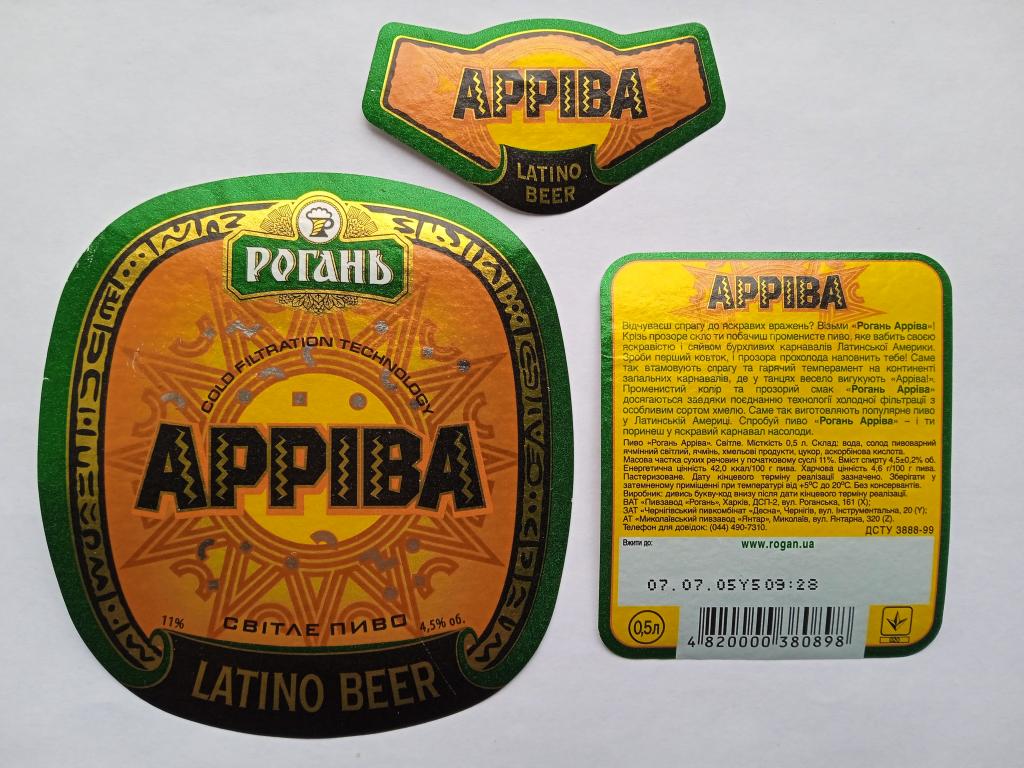 АРРІВА
LATINO
BEER
РОГАНЬ
COLD FILTRATION TECHNOLOGY
АРРІВА
11%
СВІТЛЕ ПИВО
4,5% об.
LATINO BEER
АРРІВА
Відчуваєш спрагу до яскравих вражень? Візьми «Рогань Арріва»!
Крізь прозоре скло ти побачиш променисте пиво, яке вабить своєю
яскравістю і сяйвом бурхливих карнавалів Латинської Америки.
Зроби перший ковток, і прозора прохолода наповнить тебе! Саме
так втамовують спрагу та гарячий темперамент на континенті
запальних карнавалів, де у танцях весело вигукують «Арріва!».
Променистий колір та прозорий смак «Рогань Арріва»
досягаються завдяки поєднанню технології холодної фільтрації з
особливим сортом хмелю. Саме так виготовляють популярне пиво
у Латинській Америці. Спробуй пиво «Рогань Арріва» – і ти
поринеш у яскравий карнавал насолоди.
Пиво «Рогань Арріва». Світле. Місткість 0,5 л. Склад: вода, солод пивоварний
ячмінний світлий, ячмінь, хмельові продукти, цукор, аскорбінова кислота.
Масова частка сухих речовин у початковому суслі 11%. Вміст спирту 4,5±0,2% об.
Енергетична цінність 42,0 ккал/100 г пива. Харчова цінність 4,6 г/100 г пива.
Пастеризоване. Дату кінцевого терміну реалізації зазначено. Зберігати у
затемненому приміщенні при температурі від +5ºС до 20ºС. Без консервантів.
Виробник: дивись букву-код внизу після дати кінцевого терміну реалізації.
ВАТ «Пивзавод «Рогань», Харків, ДСП-2, вул. Роганська, 161 (X);
ЗАТ «Чернігівський пивкомбінат «Десна», Чернігів, вул. Інструментальна, 20 (Y);
АТ «Миколаївський пивзавод «Янтар», Миколаїв, вул. Янтарна, 320 (Z).
Телефон для довідок: (044) 490-7310.
ДСТУ 3888-99
Вжити до:
www.rogan.ua
07.07.05Y509:28
0,5л
4 820000 380898